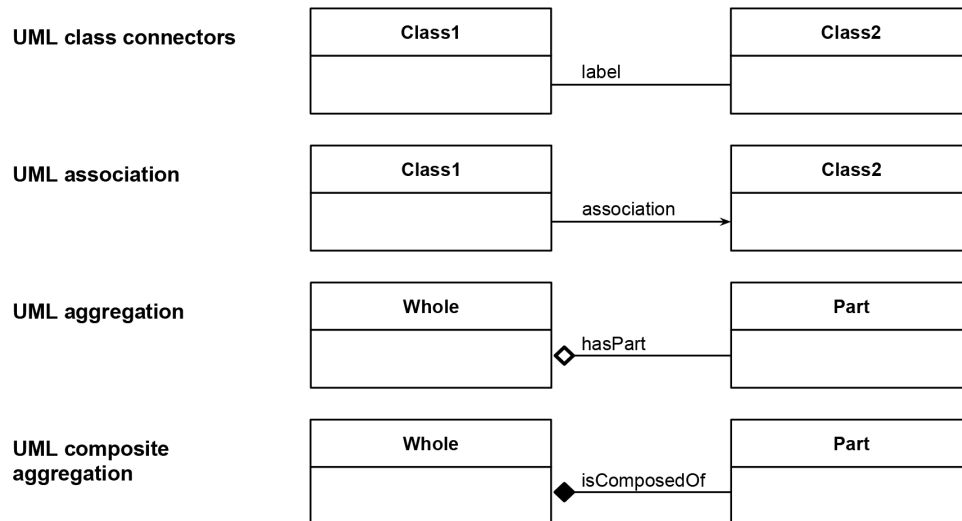 UML class connectors
Class1
Class2
label
UML association
Class1
Class2
association
UML aggregation
Whole
Part
hasPart
UML composite
aggregation
Whole
Part
isComposedOf